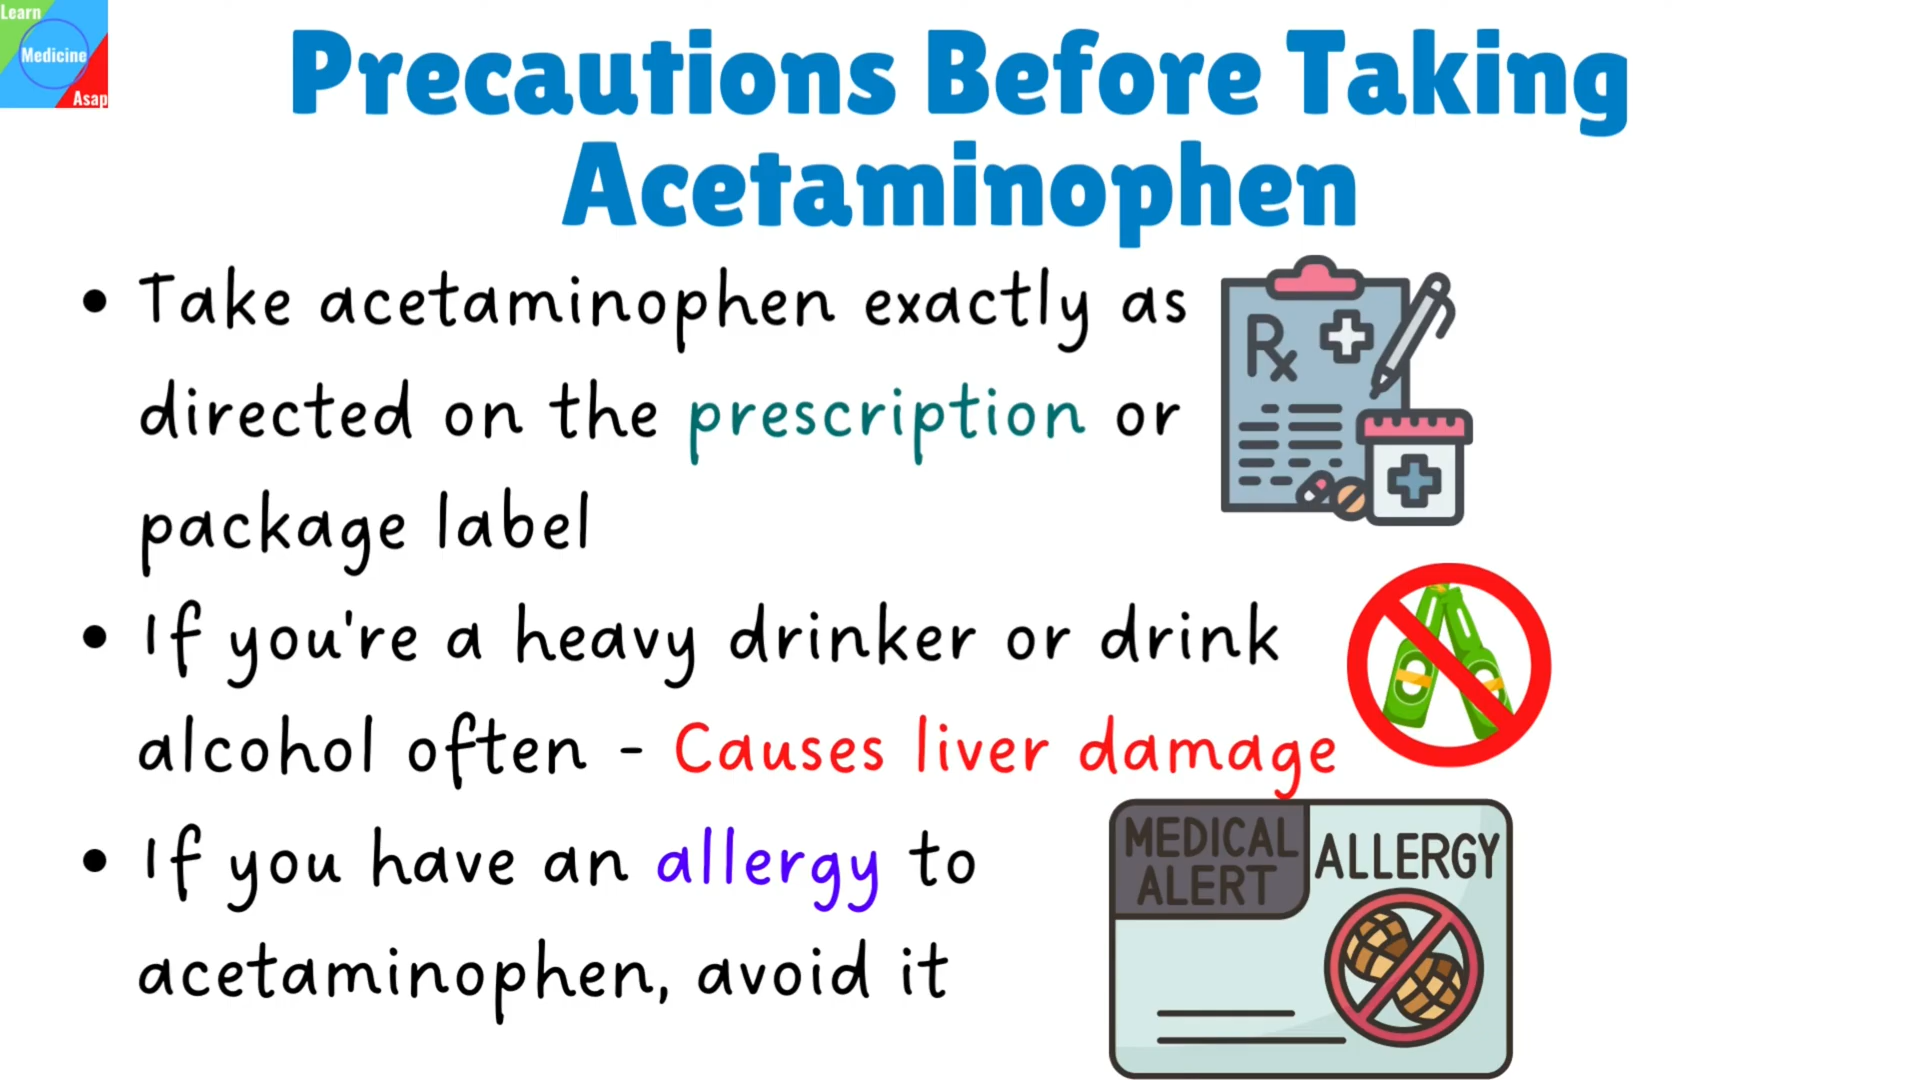 Learn
Medicine
Asap
Precautions Before Taking
Acetaminophen
• Take acetaminophen exactly as
directed on the prescription or
package label
• If you're a heavy drinker or drink
alcohol often - Causes liver damage
• If you have an allergy to
acetaminophen, avoid it
Rx
MEDICAL
ALERT
ALLERGY